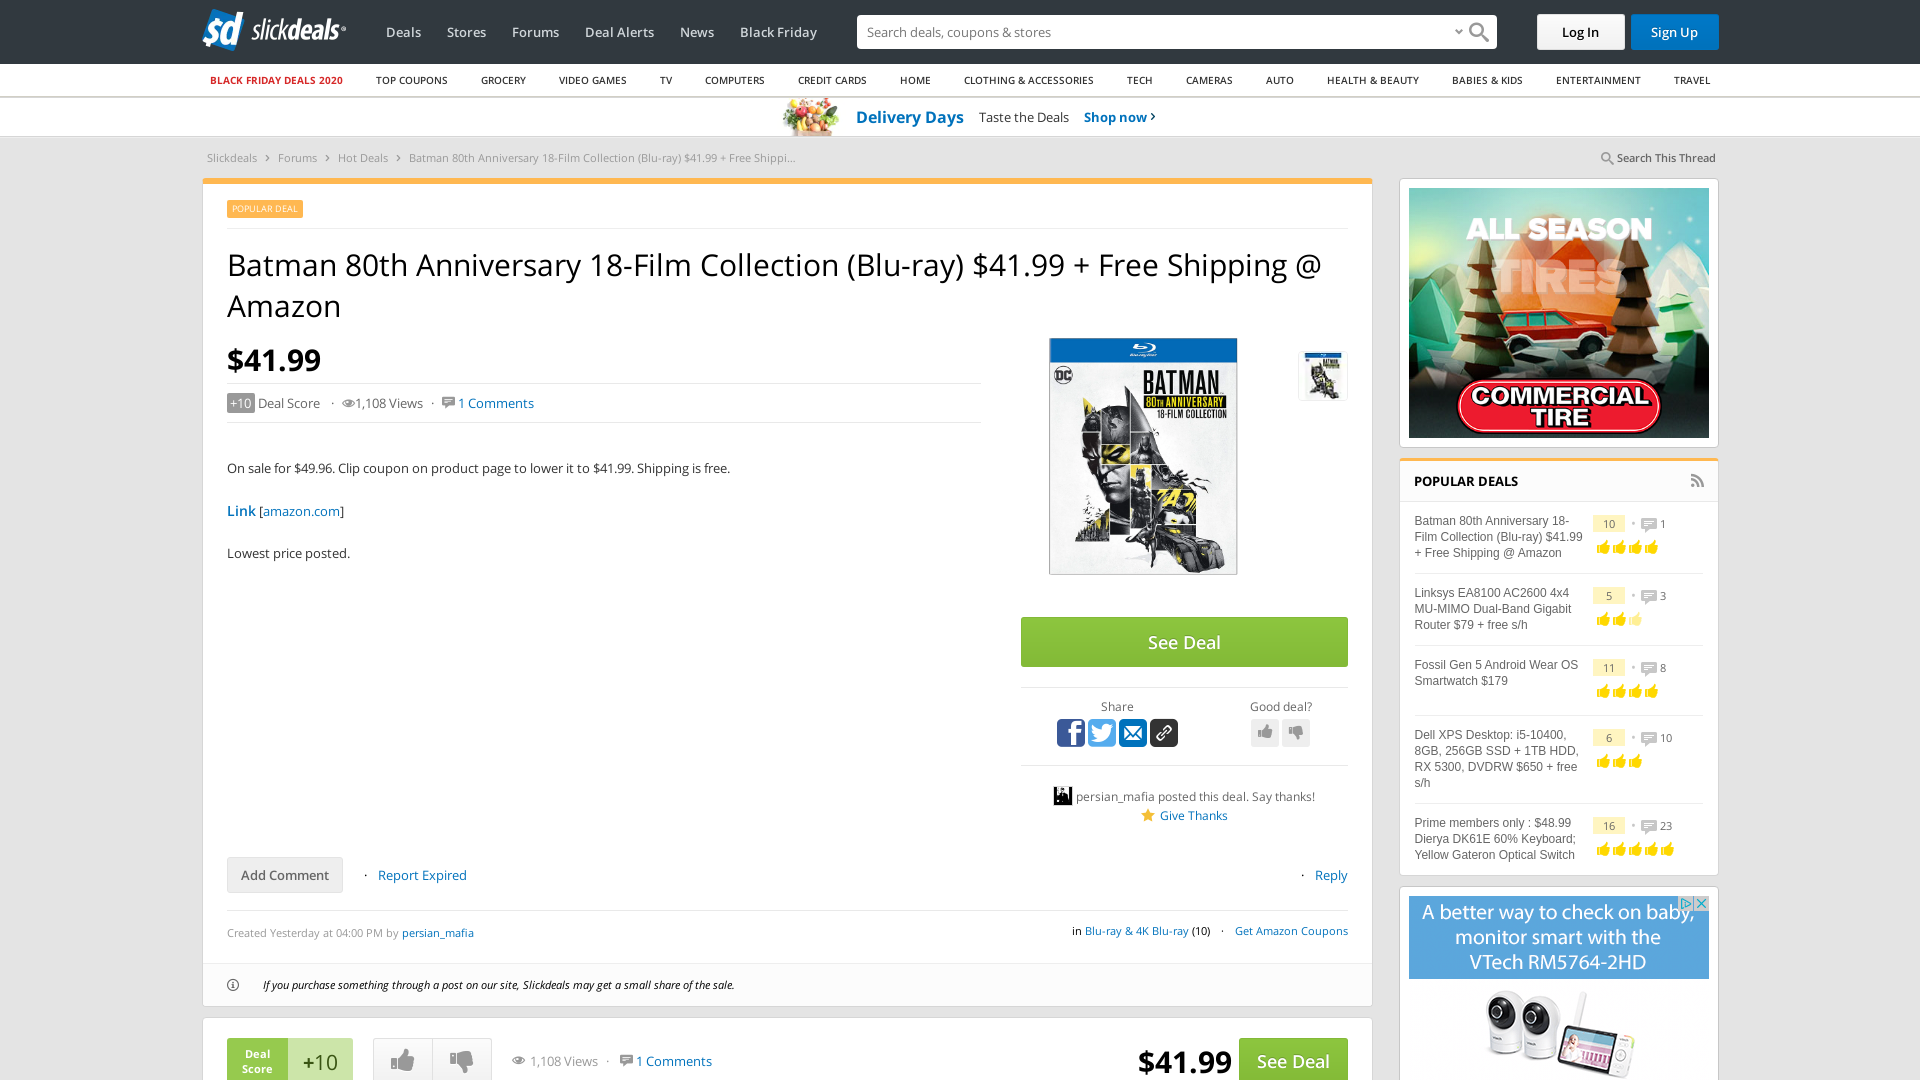 sd slickdeals
Deals Stores Forums Deal Alerts News Black Friday
Search deals, coupons & shops
Log In
Sign Up
BLACK FRIDAY DEALS 2020 TOP COUPONS GROCERY VIDEO GAMES TV COMPUTERS CREDIT CARDS HOME CLOTHING & ACCESSORIES TECH CAMERAS AUTO HEALTH & BEAUTY BABIES & KIDS ENTERTAINMENT TRAVEL
Delivery Days Taste the Deals Shop now ›
Slickdeals › Forums › Hot Deals › Batman 80th Anniversary 18-Film Collection (Blu-ray) $41.99 + Free Shippi...
Search This Thread
POPULAR DEAL
Batman 80th Anniversary 18-Film Collection (Blu-ray) $41.99 + Free Shipping @
Amazon
$41.99
+10 Deal Score · 1,108 Views · 1 Comments
On sale for $49.96. Clip coupon on product page to lower it to $41.99. Shipping is free.
Link [amazon.com]
Lowest price posted.
Blu-ray Disc
DC
BATMAN
80TH ANNIVERSARY
18-FILM COLLECTION
See Deal
Share
Good deal?
persian_mafia posted this deal. Say thanks!
Give Thanks
Add Comment · Report Expired
· Reply
Created Yesterday at 04:00 PM by persian_mafia
in Blu-ray & 4K Blu-ray (10) · Get Amazon Coupons
If you purchase something through a post on our site, Slickdeals may get a small share of the sale.
Deal
Score
+10
1,108 Views · 1 Comments
$41.99
See Deal
ALL SEASON
TIRES
COMMERCIAL
TIRE
POPULAR DEALS
Batman 80th Anniversary 18-
Film Collection (Blu-ray) $41.99
+ Free Shipping @ Amazon
10 · 1
Linksys EA8100 AC2600 4x4
MU-MIMO Dual-Band Gigabit
Router $79 + free s/h
5 · 3
Fossil Gen 5 Android Wear OS
Smartwatch $179
11 · 8
Dell XPS Desktop: i5-10400,
8GB, 256GB SSD + 1TB HDD,
RX 5300, DVDRW $650 + free
s/h
6 · 10
Prime members only : $48.99
Dierya DK61E 60% Keyboard;
Yellow Gateron Optical Switch
16 · 23
A better way to check on baby,
monitor smart with the
VTech RM5764-2HD